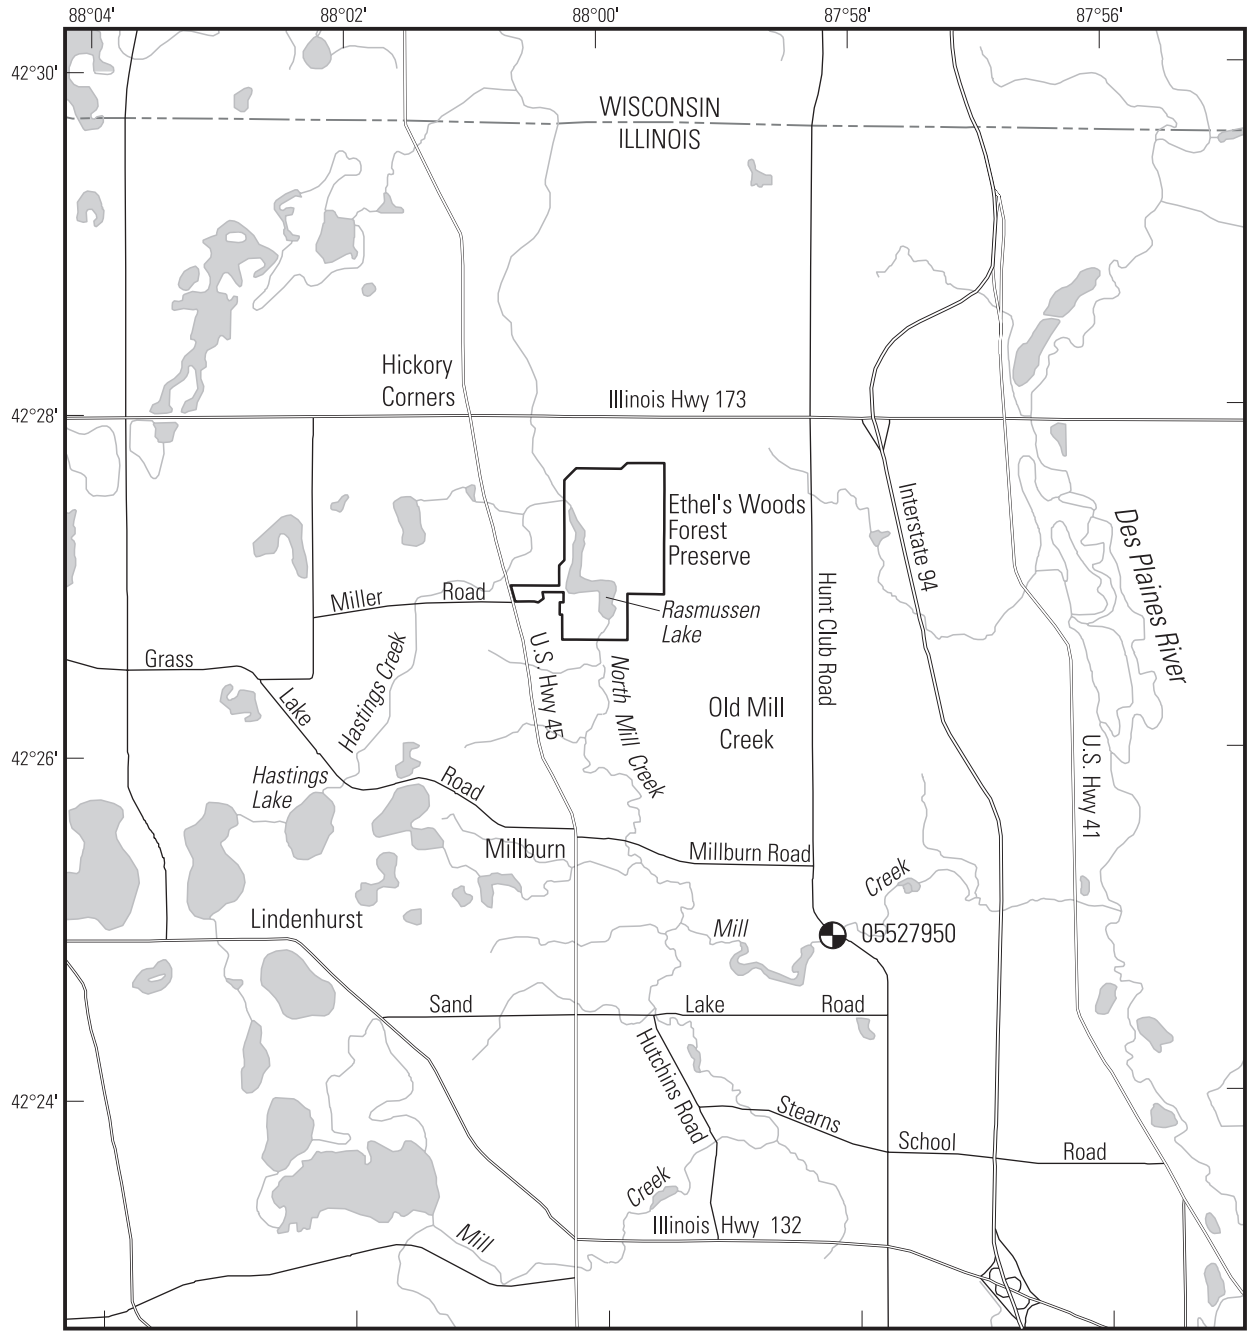 88°04'
88°02'
88°00'
87°58'
87°56'
42°30'
WISCONSIN
ILLINOIS
Hickory
Corners
Illinois Hwy 173
42°28'
Ethel's Woods
Forest
Preserve
Interstate 94
Des Plaines River
Miller Road
Rasmussen
Lake
Hunt Club Road
Grass
Lake
Road
Hastings Creek
U.S. Hwy 45
North Mill Creek
Old Mill
Creek
42°26'
Hastings
Lake
U.S. Hwy 41
Millburn
Millburn Road
Creek
Lindenhurst
Mill
05527950
Sand Lake Road
Hutchins Road
42°24'
Stearns
School Road
Creek
Illinois Hwy 132
Mill